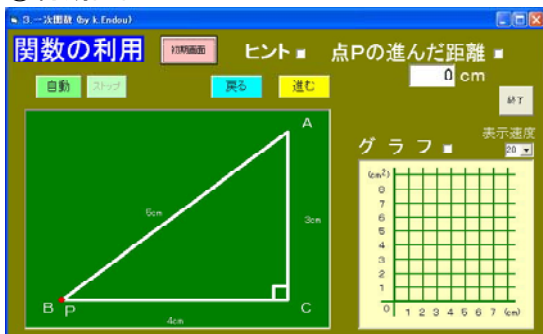 3.一次関数 (by k.Endou)
関数の利用
初期画面
ヒント
点Pの進んだ距離
0 cm
自動
ストップ
戻る
進む
終了
表示速度
20
グラフ
A
5cm
3cm
B
P
C
4cm
(cm²)
8
7
6
5
4
3
2
1
0 1 2 3 4 5 6 7 (cm)